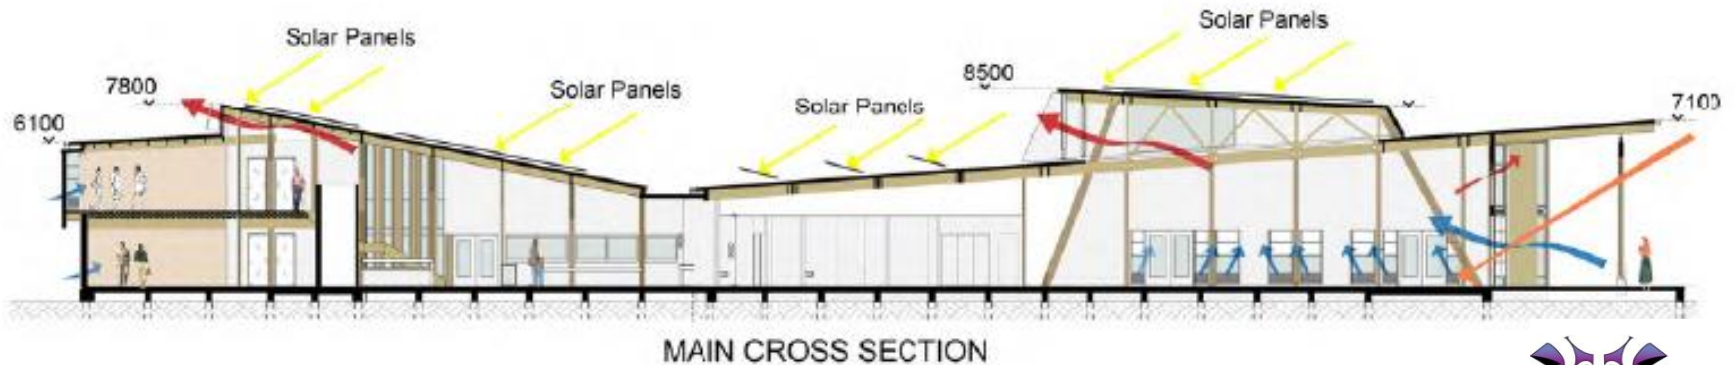 Solar Panels
Solar Panels
7800
8500
Solar Panels
Solar Panels
7100
6100
MAIN CROSS SECTION